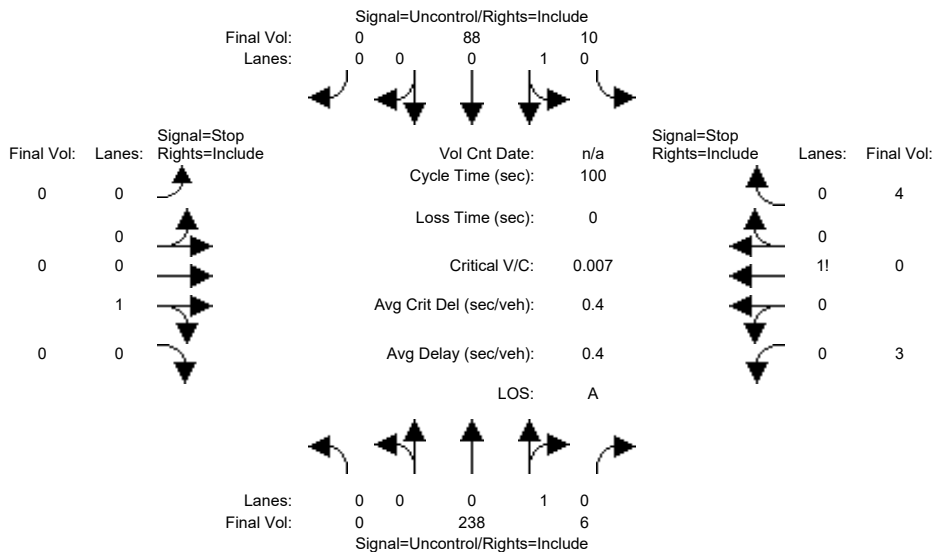 Signal=Uncontrol/Rights=Include
Final Vol: 0 88 10
Lanes: 0 0 0 1 0
Signal=Stop
Final Vol: Lanes: Rights=Include
Vol Cnt Date: n/a
Signal=Stop
Rights=Include Lanes: Final Vol:
Cycle Time (sec): 100
0 0
0 4
Loss Time (sec): 0
0
0
0 0
Critical V/C: 0.007
1! 0
1
Avg Crit Del (sec/veh): 0.4
0
0 0
Avg Delay (sec/veh): 0.4
0 3
LOS: A
Lanes: 0 0 0 1 0
Final Vol: 0 238 6
Signal=Uncontrol/Rights=Include